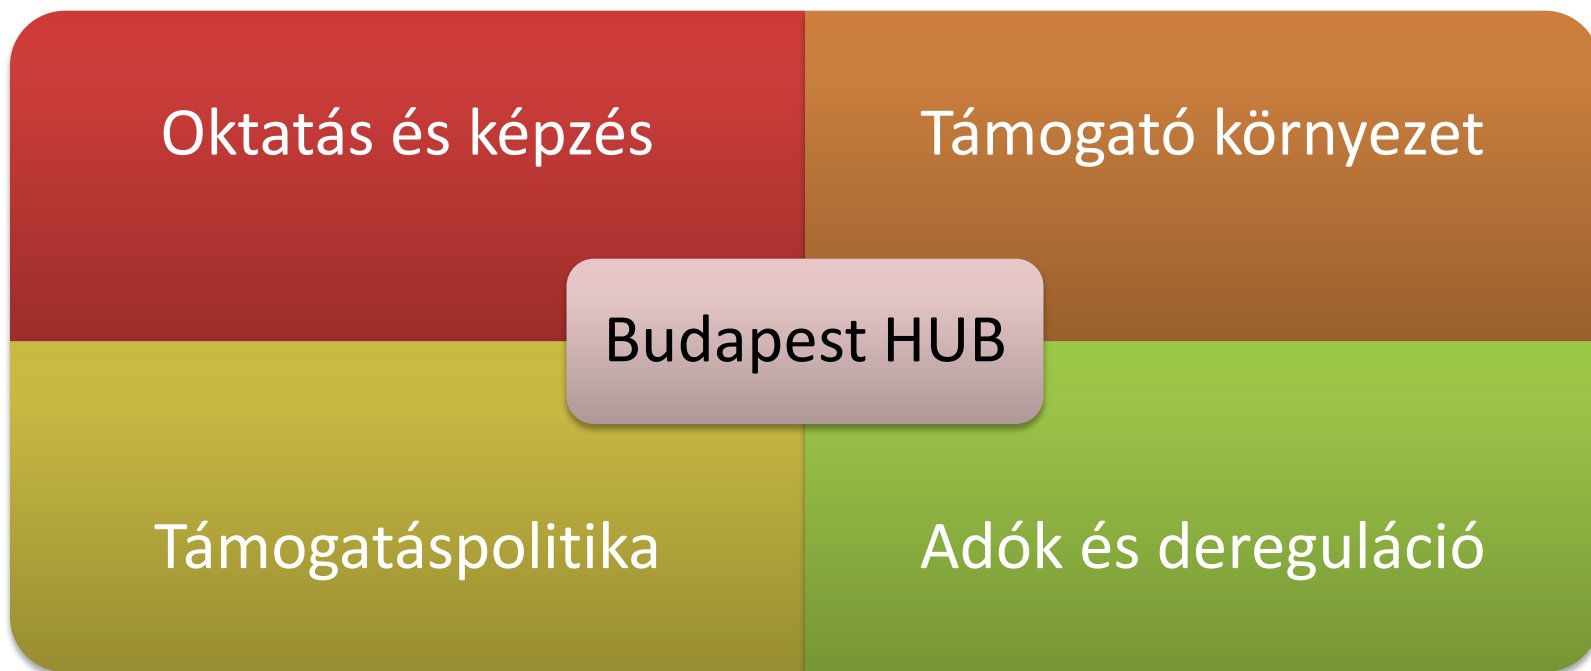 Oktatás és képzés
Támogató környezet
Budapest HUB
Támogatáspolitika
Adók és dereguláció